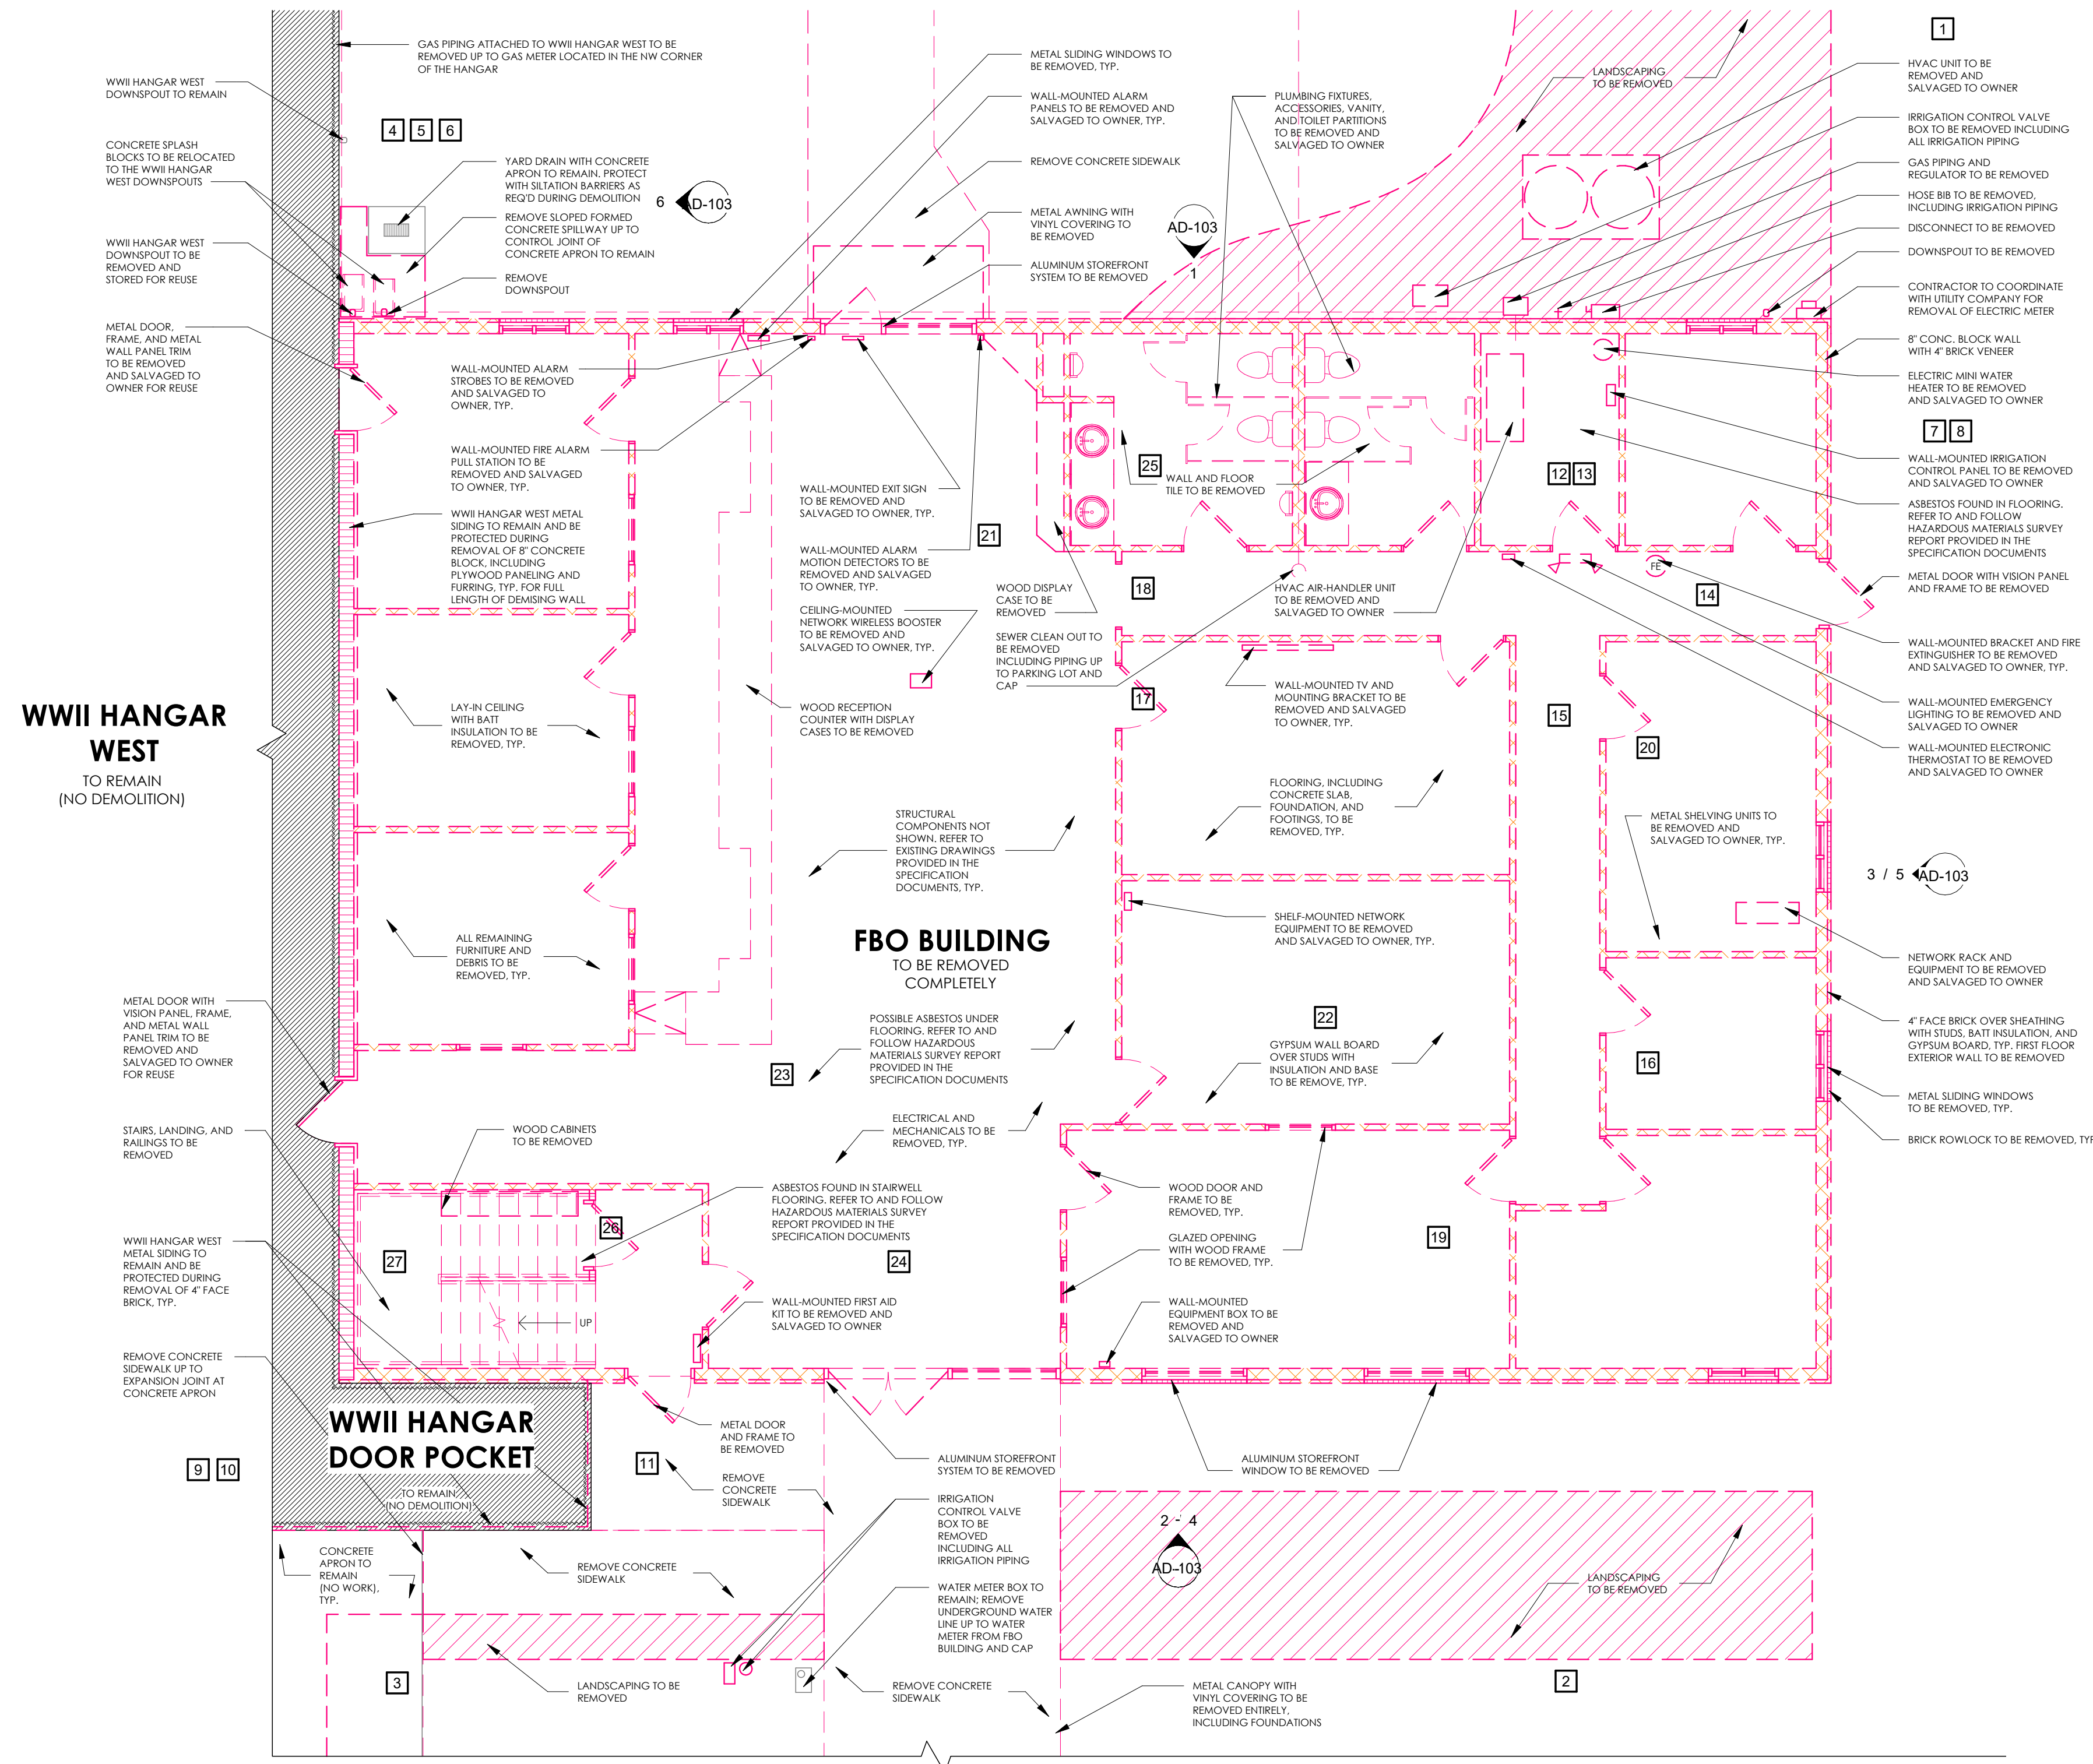 GAS PIPING ATTACHED TO WWII HANGAR WEST TO BE
REMOVED UP TO GAS METER LOCATED IN THE NW CORNER
OF THE HANGAR
WWII HANGAR WEST
DOWNSPOUT TO REMAIN
4 5 6
CONCRETE SPLASH
BLOCKS TO BE RELOCATED
TO THE WWII HANGAR
WEST DOWNSPOUTS
YARD DRAIN WITH CONCRETE
APRON TO REMAIN. PROTECT
WITH SILTATION BARRIERS AS
REQ'D DURING DEMOLITION
6 AD-103
REMOVE SLOPED FORMED
CONCRETE SPILLWAY UP TO
CONTROL JOINT OF
CONCRETE APRON TO REMAIN
WWII HANGAR WEST
DOWNSPOUT TO BE
REMOVED AND
STORED FOR REUSE
REMOVE
DOWNSPOUT
METAL DOOR,
FRAME, AND METAL
WALL PANEL TRIM
TO BE REMOVED
AND SALVAGED TO
OWNER FOR REUSE
METAL SLIDING WINDOWS TO
BE REMOVED, TYP.
WALL-MOUNTED ALARM
PANELS TO BE REMOVED AND
SALVAGED TO OWNER, TYP.
REMOVE CONCRETE SIDEWALK
METAL AWNING WITH
VINYL COVERING TO
BE REMOVED
ALUMINUM STOREFRONT
SYSTEM TO BE REMOVED
PLUMBING FIXTURES,
ACCESSORIES, VANITY,
AND TOILET PARTITIONS
TO BE REMOVED AND
SALVAGED TO OWNER
AD-103
1
LANDSCAPING
TO BE REMOVED
1
HVAC UNIT TO BE
REMOVED AND
SALVAGED TO OWNER
IRRIGATION CONTROL VALVE
BOX TO BE REMOVED INCLUDING
ALL IRRIGATION PIPING
GAS PIPING AND
REGULATOR TO BE REMOVED
HOSE BIB TO BE REMOVED,
INCLUDING IRRIGATION PIPING
DISCONNECT TO BE REMOVED
DOWNSPOUT TO BE REMOVED
CONTRACTOR TO COORDINATE
WITH UTILITY COMPANY FOR
REMOVAL OF ELECTRIC METER
8" CONC. BLOCK WALL
WITH 4" BRICK VENEER
ELECTRIC MINI WATER
HEATER TO BE REMOVED
AND SALVAGED TO OWNER
7 8
WALL-MOUNTED IRRIGATION
CONTROL PANEL TO BE REMOVED
AND SALVAGED TO OWNER
ASBESTOS FOUND IN FLOORING.
REFER TO AND FOLLOW
HAZARDOUS MATERIALS SURVEY
REPORT PROVIDED IN THE
SPECIFICATION DOCUMENTS
METAL DOOR WITH VISION PANEL
AND FRAME TO BE REMOVED
WALL-MOUNTED BRACKET AND FIRE
EXTINGUISHER TO BE REMOVED
AND SALVAGED TO OWNER, TYP.
WALL-MOUNTED EMERGENCY
LIGHTING TO BE REMOVED AND
SALVAGED TO OWNER
WALL-MOUNTED ELECTRONIC
THERMOSTAT TO BE REMOVED
AND SALVAGED TO OWNER
WALL-MOUNTED ALARM
STROBES TO BE REMOVED
AND SALVAGED TO
OWNER, TYP.
WALL-MOUNTED FIRE ALARM
PULL STATION TO BE
REMOVED AND SALVAGED
TO OWNER, TYP.
WWII HANGAR WEST METAL
SIDING TO REMAIN AND BE
PROTECTED DURING
REMOVAL OF 8" CONCRETE
BLOCK, INCLUDING
PLYWOOD PANELING AND
FURRING, TYP. FOR FULL
LENGTH OF DEMISING WALL
WALL-MOUNTED EXIT SIGN
TO BE REMOVED AND
SALVAGED TO OWNER, TYP.
21
WALL-MOUNTED ALARM
MOTION DETECTORS TO BE
REMOVED AND SALVAGED
TO OWNER, TYP.
CEILING-MOUNTED
NETWORK WIRELESS BOOSTER
TO BE REMOVED AND
SALVAGED TO OWNER, TYP.
25
WALL AND FLOOR
TILE TO BE REMOVED
12 13
WOOD DISPLAY
CASE TO BE
REMOVED
18
HVAC AIR-HANDLER UNIT
TO BE REMOVED AND
SALVAGED TO OWNER
FE
14
SEWER CLEAN OUT TO
BE REMOVED
INCLUDING PIPING UP
TO PARKING LOT AND
CAP
17
WALL-MOUNTED TV AND
MOUNTING BRACKET TO BE
REMOVED AND SALVAGED
TO OWNER, TYP.
15
20
WWII HANGAR
WEST
TO REMAIN
(NO DEMOLITION)
LAY-IN CEILING
WITH BATT
INSULATION TO BE
REMOVED, TYP.
WOOD RECEPTION
COUNTER WITH DISPLAY
CASES TO BE REMOVED
FLOORING, INCLUDING
CONCRETE SLAB,
FOUNDATION, AND
FOOTINGS, TO BE
REMOVED, TYP.
STRUCTURAL
COMPONENTS NOT
SHOWN. REFER TO
EXISTING DRAWINGS
PROVIDED IN THE
SPECIFICATION
DOCUMENTS, TYP.
METAL SHELVING UNITS TO
BE REMOVED AND
SALVAGED TO OWNER, TYP.
3 / 5 AD-103
ALL REMAINING
FURNITURE AND
DEBRIS TO BE
REMOVED, TYP.
FBO BUILDING
TO BE REMOVED
COMPLETELY
SHELF-MOUNTED NETWORK
EQUIPMENT TO BE REMOVED
AND SALVAGED TO OWNER, TYP.
NETWORK RACK AND
EQUIPMENT TO BE REMOVED
AND SALVAGED TO OWNER
METAL DOOR WITH
VISION PANEL, FRAME,
AND METAL WALL
PANEL TRIM TO BE
REMOVED AND
SALVAGED TO OWNER
FOR REUSE
POSSIBLE ASBESTOS UNDER
FLOORING. REFER TO AND
FOLLOW HAZARDOUS
MATERIALS SURVEY REPORT
PROVIDED IN THE
SPECIFICATION DOCUMENTS
23
22
GYPSUM WALL BOARD
OVER STUDS WITH
INSULATION AND BASE
TO BE REMOVE, TYP.
16
4" FACE BRICK OVER SHEATHING
WITH STUDS, BATT INSULATION, AND
GYPSUM BOARD, TYP. FIRST FLOOR
EXTERIOR WALL TO BE REMOVED
METAL SLIDING WINDOWS
TO BE REMOVED, TYP.
BRICK ROWLOCK TO BE REMOVED, TYP
STAIRS, LANDING, AND
RAILINGS TO BE
REMOVED
WOOD CABINETS
TO BE REMOVED
ELECTRICAL AND
MECHANICALS TO BE
REMOVED, TYP.
ASBESTOS FOUND IN STAIRWELL
FLOORING. REFER TO AND FOLLOW
HAZARDOUS MATERIALS SURVEY
REPORT PROVIDED IN THE
SPECIFICATION DOCUMENTS
WOOD DOOR AND
FRAME TO BE
REMOVED, TYP.
26
27
24
19
WWII HANGAR WEST
METAL SIDING TO
REMAIN AND BE
PROTECTED DURING
REMOVAL OF 4" FACE
BRICK, TYP.
GLAZED OPENING
WITH WOOD FRAME
TO BE REMOVED, TYP.
UP
WALL-MOUNTED FIRST AID
KIT TO BE REMOVED AND
SALVAGED TO OWNER
WALL-MOUNTED
EQUIPMENT BOX TO BE
REMOVED AND
SALVAGED TO OWNER
REMOVE CONCRETE
SIDEWALK UP TO
EXPANSION JOINT AT
CONCRETE APRON
WWII HANGAR
DOOR POCKET
TO REMAIN
(NO DEMOLITION)
9 10
METAL DOOR
AND FRAME TO
BE REMOVED
11
REMOVE
CONCRETE
SIDEWALK
ALUMINUM STOREFRONT
SYSTEM TO BE REMOVED
ALUMINUM STOREFRONT
WINDOW TO BE REMOVED
IRRIGATION
CONTROL VALVE
BOX TO BE
REMOVED
INCLUDING ALL
IRRIGATION PIPING
2 - 4
AD-103
CONCRETE
APRON TO
REMAIN
(NO WORK),
TYP.
REMOVE CONCRETE
SIDEWALK
WATER METER BOX TO
REMAIN; REMOVE
UNDERGROUND WATER
LINE UP TO WATER
METER FROM FBO
BUILDING AND CAP
LANDSCAPING
TO BE REMOVED
3
LANDSCAPING TO BE
REMOVED
REMOVE CONCRETE
SIDEWALK
METAL CANOPY WITH
VINYL COVERING TO BE
REMOVED ENTIRELY,
INCLUDING FOUNDATIONS
2